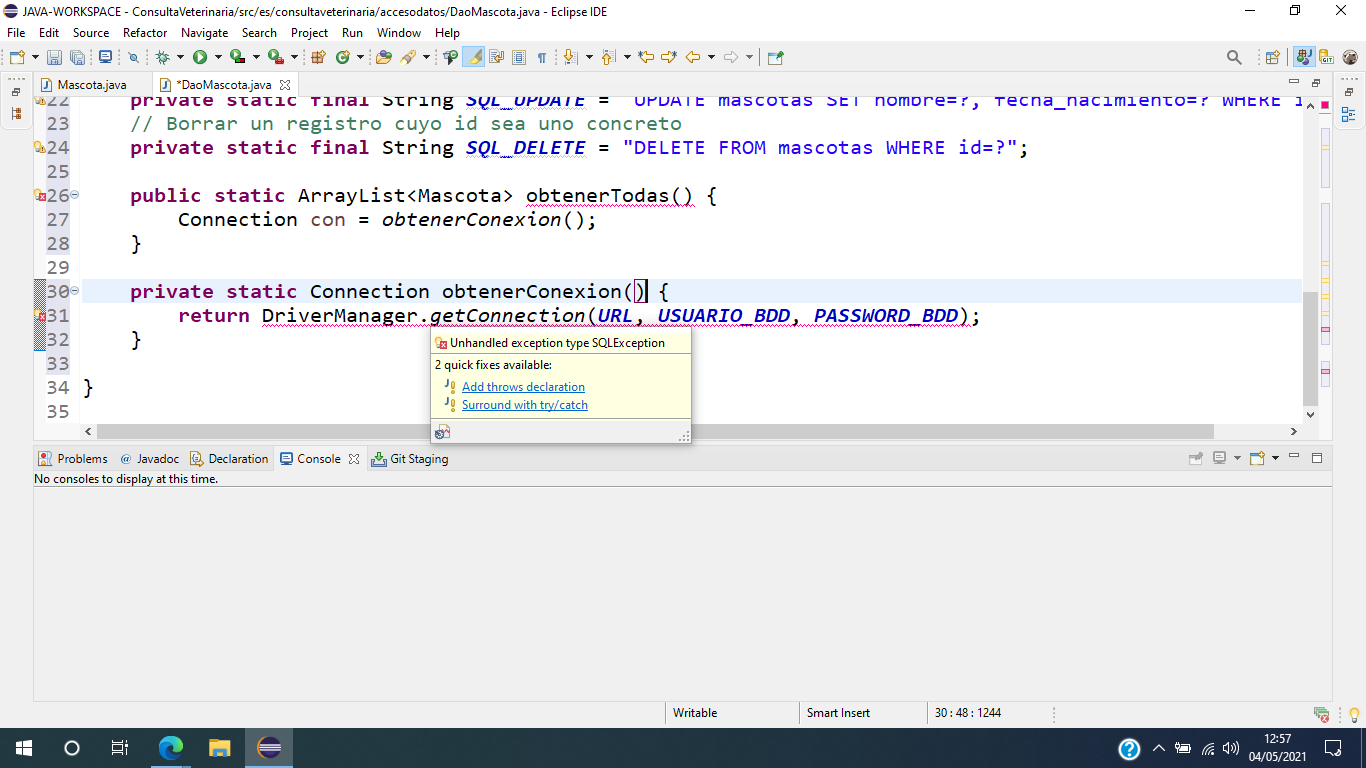 JAVA-WORKSPACE - ConsultaVeterinaria/src/es/consultaveterinaria/accesodatos/DaoMascota.java - Eclipse IDE
File Edit Source Refactor Navigate Search Project Run Window Help
Mascota.java *DaoMascota.java
22 private static final String SQL_UPDATE = "UPDATE mascotas SET nombre=?, fecha_nacimiento=? WHERE i
23 // Borrar un registro cuyo id sea uno concreto
24 private static final String SQL_DELETE = "DELETE FROM mascotas WHERE id=?";
25
26 public static ArrayList<Mascota> obtenerTodas() {
27 Connection con = obtenerConexion();
28 }
29
30 private static Connection obtenerConexion() {
31 return DriverManager.getConnection(URL, USUARIO_BDD, PASSWORD_BDD);
32 }
33
34 }
35
Unhandled exception type SQLException
2 quick fixes available:
Add throws declaration
Surround with try/catch
Problems @ Javadoc Declaration Console Git Staging
No consoles to display at this time.
Writable Smart Insert 30 : 48 : 1244
12:57
04/05/2021